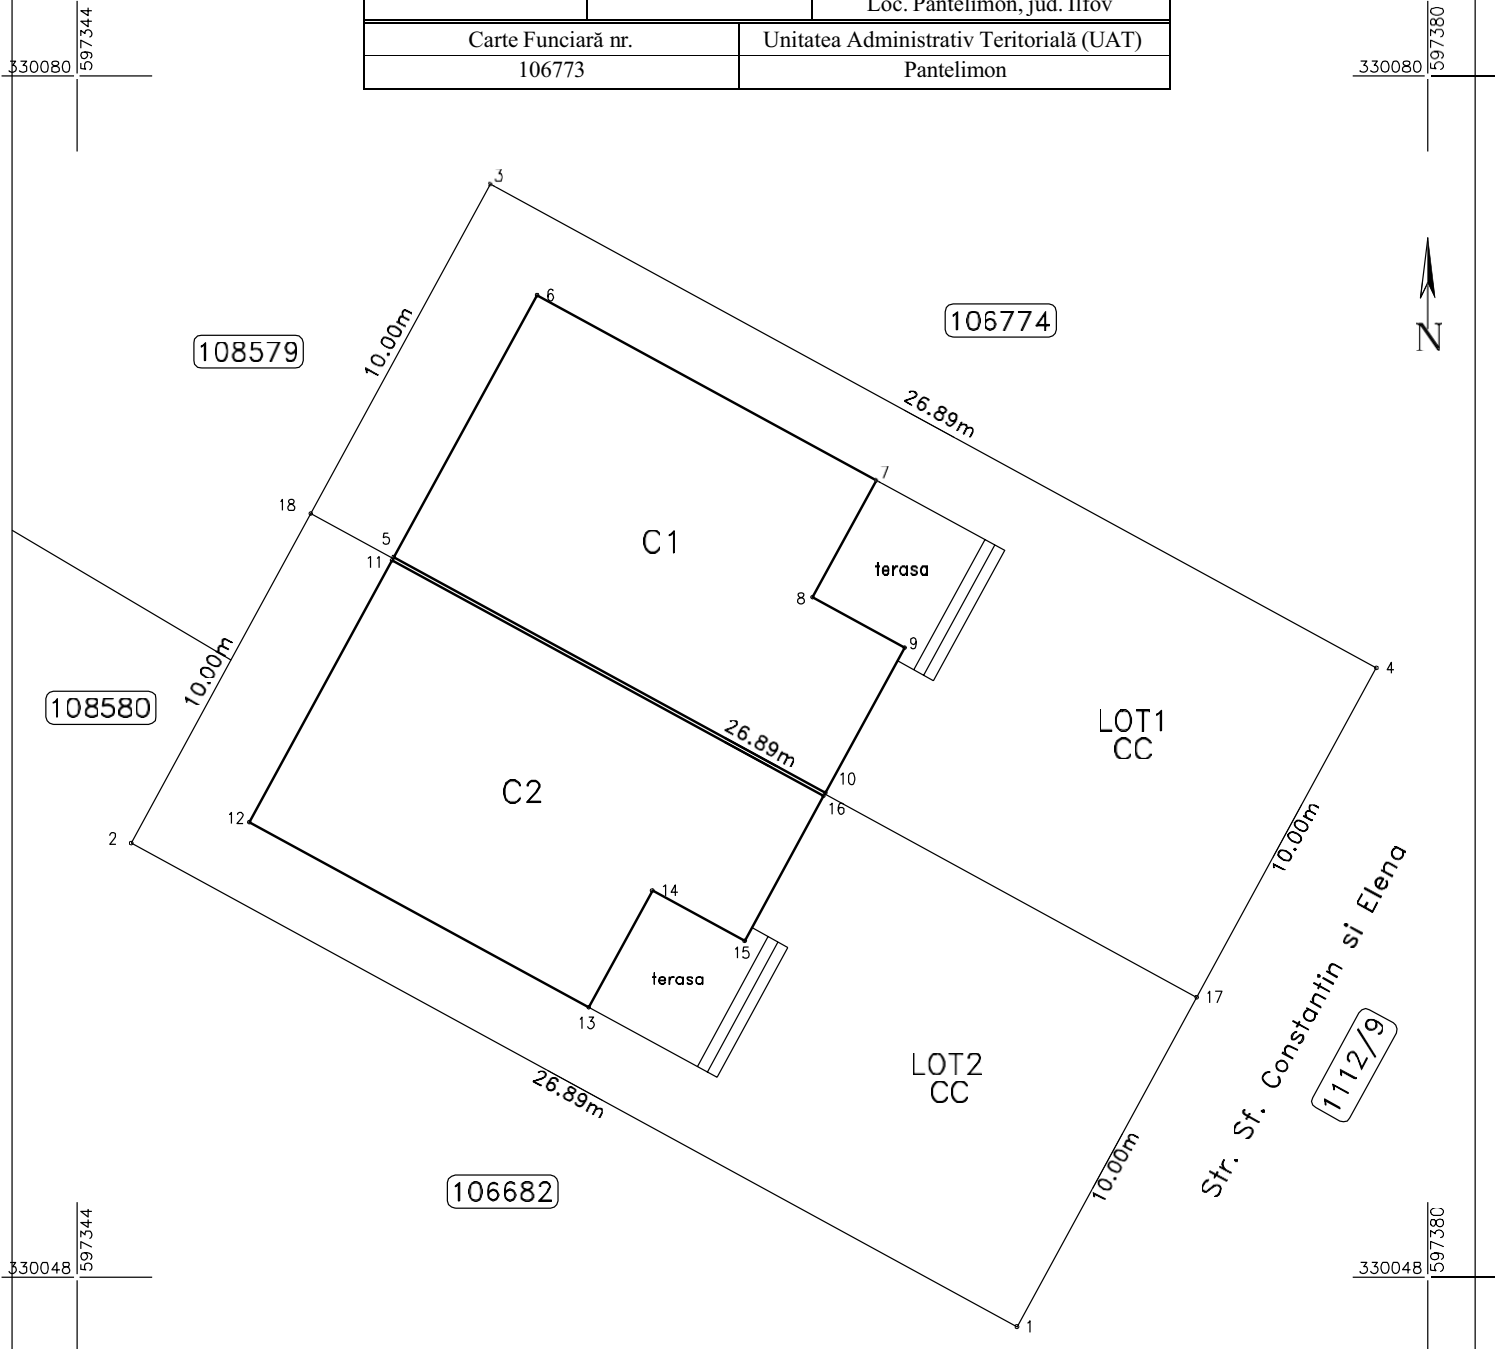 Loc. Pantelimon, jud. Ilfov
Carte Funciară nr.
Unitatea Administrativ Teritorială (UAT)
106773
Pantelimon
330080
597344
330080
597380
3
6
106774
N
108579
10.00m
26.89m
7
18
5
11
C1
terasa
8
9
4
10.00m
108580
LOT1
CC
26.89m
10
16
C2
12
2
10.00m
14
15
terasa
13
17
Str. Sf. Constantin si Elena
1112/9
LOT2
CC
26.89m
10.00m
106682
330048
597344
330048
597380
1